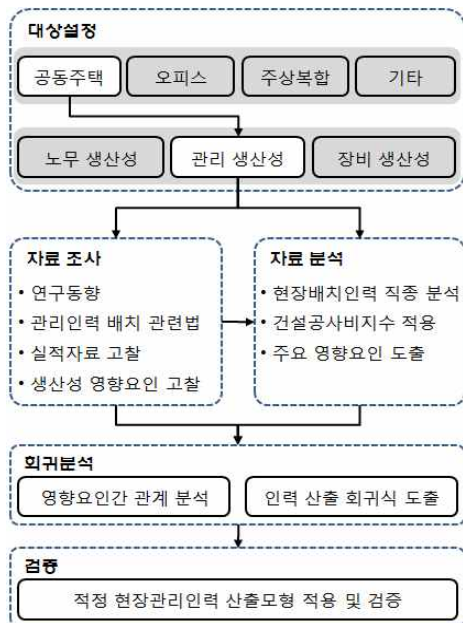 대상설정
공동주택 오피스 주상복합 기타
노무 생산성 관리 생산성 장비 생산성
자료 조사
• 연구동향
• 관리인력 배치 관련법
• 실적자료 고찰
• 생산성 영향요인 고찰
자료 분석
• 현장배치인력 직종 분석
• 건설공사비지수 적용
• 주요 영향요인 도출
회귀분석
영향요인간 관계 분석 인력 산출 회귀식 도출
검증
적정 현장관리인력 산출모형 적용 및 검증